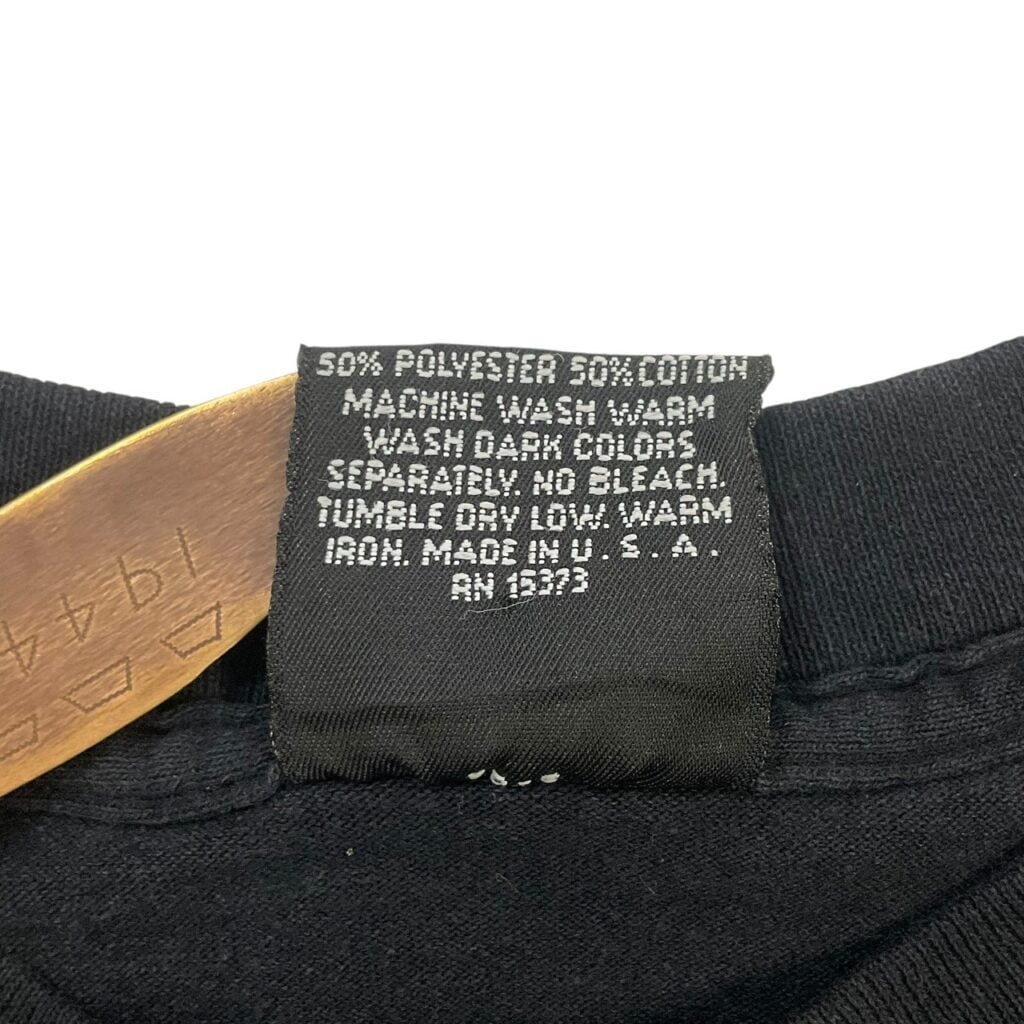 50% POLYESTER 50% COTTON
MACHINE WASH WARM
WASH DARK COLORS
SEPARATELY. NO BLEACH.
TUMBLE DRY LOW. WARM
IRON. MADE IN U.S.A.
RN 15373
1944